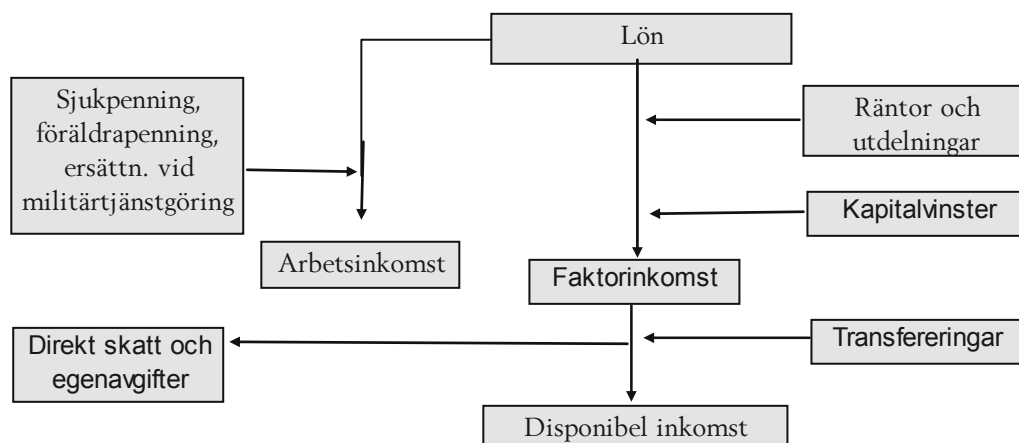 Lön
Sjukpenning,
föräldrapenning,
ersättn. vid
militärtjänstgöring
Räntor och
utdelningar
Kapitalvinster
Arbetsinkomst
Faktorinkomst
Direkt skatt och
egenavgifter
Transfereringar
Disponibel inkomst